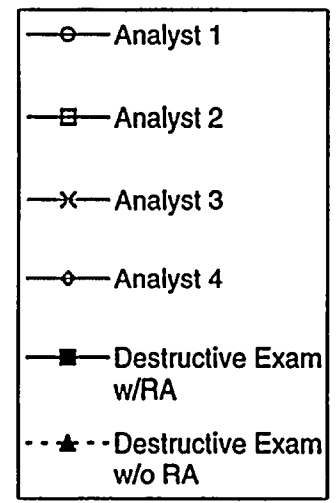 Analyst 1
Analyst 2
Analyst 3
Analyst 4
Destructive Exam
w/RA
Destructive Exam
w/o RA